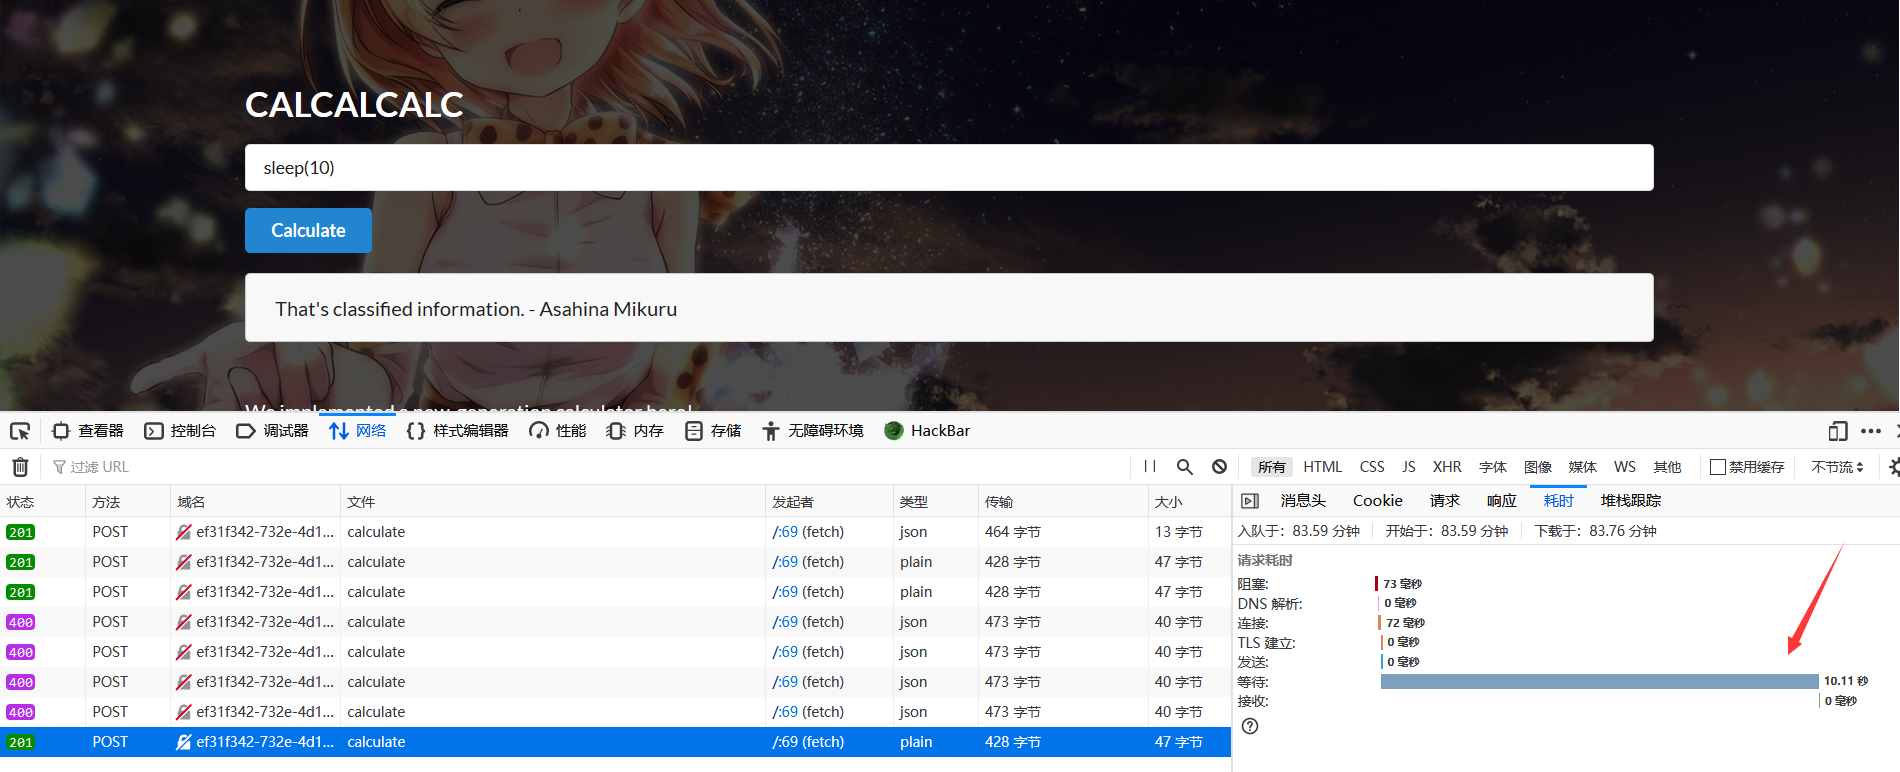 CALCALCALC
sleep(10)
Calculate
That's classified information. - Asahina Mikuru
We implemented a new-generation calculator here!
查看器 控制台 调试器 网络 样式编辑器 性能 内存 存储 无障碍环境 HackBar
过滤 URL 所有 HTML CSS JS XHR 字体 图像 媒体 WS 其他 禁用缓存 不节流
状态 方法 域名 文件 发起者 类型 传输 大小
201 POST ef31f342-732e-4d1... calculate /:69 (fetch) json 464 字节 13 字节
201 POST ef31f342-732e-4d1... calculate /:69 (fetch) plain 428 字节 47 字节
201 POST ef31f342-732e-4d1... calculate /:69 (fetch) plain 428 字节 47 字节
400 POST ef31f342-732e-4d1... calculate /:69 (fetch) json 473 字节 40 字节
400 POST ef31f342-732e-4d1... calculate /:69 (fetch) json 473 字节 40 字节
400 POST ef31f342-732e-4d1... calculate /:69 (fetch) json 473 字节 40 字节
400 POST ef31f342-732e-4d1... calculate /:69 (fetch) json 473 字节 40 字节
201 POST ef31f342-732e-4d1... calculate /:69 (fetch) plain 428 字节 47 字节
消息头 Cookie 请求 响应 耗时 堆栈跟踪
入队于：83.59 分钟 开始于：83.59 分钟 下载于：83.76 分钟
请求耗时
阻塞: 73 毫秒
DNS 解析: 0 毫秒
连接: 72 毫秒
TLS 建立: 0 毫秒
发送: 0 毫秒
等待: 10.11 秒
接收: 0 毫秒